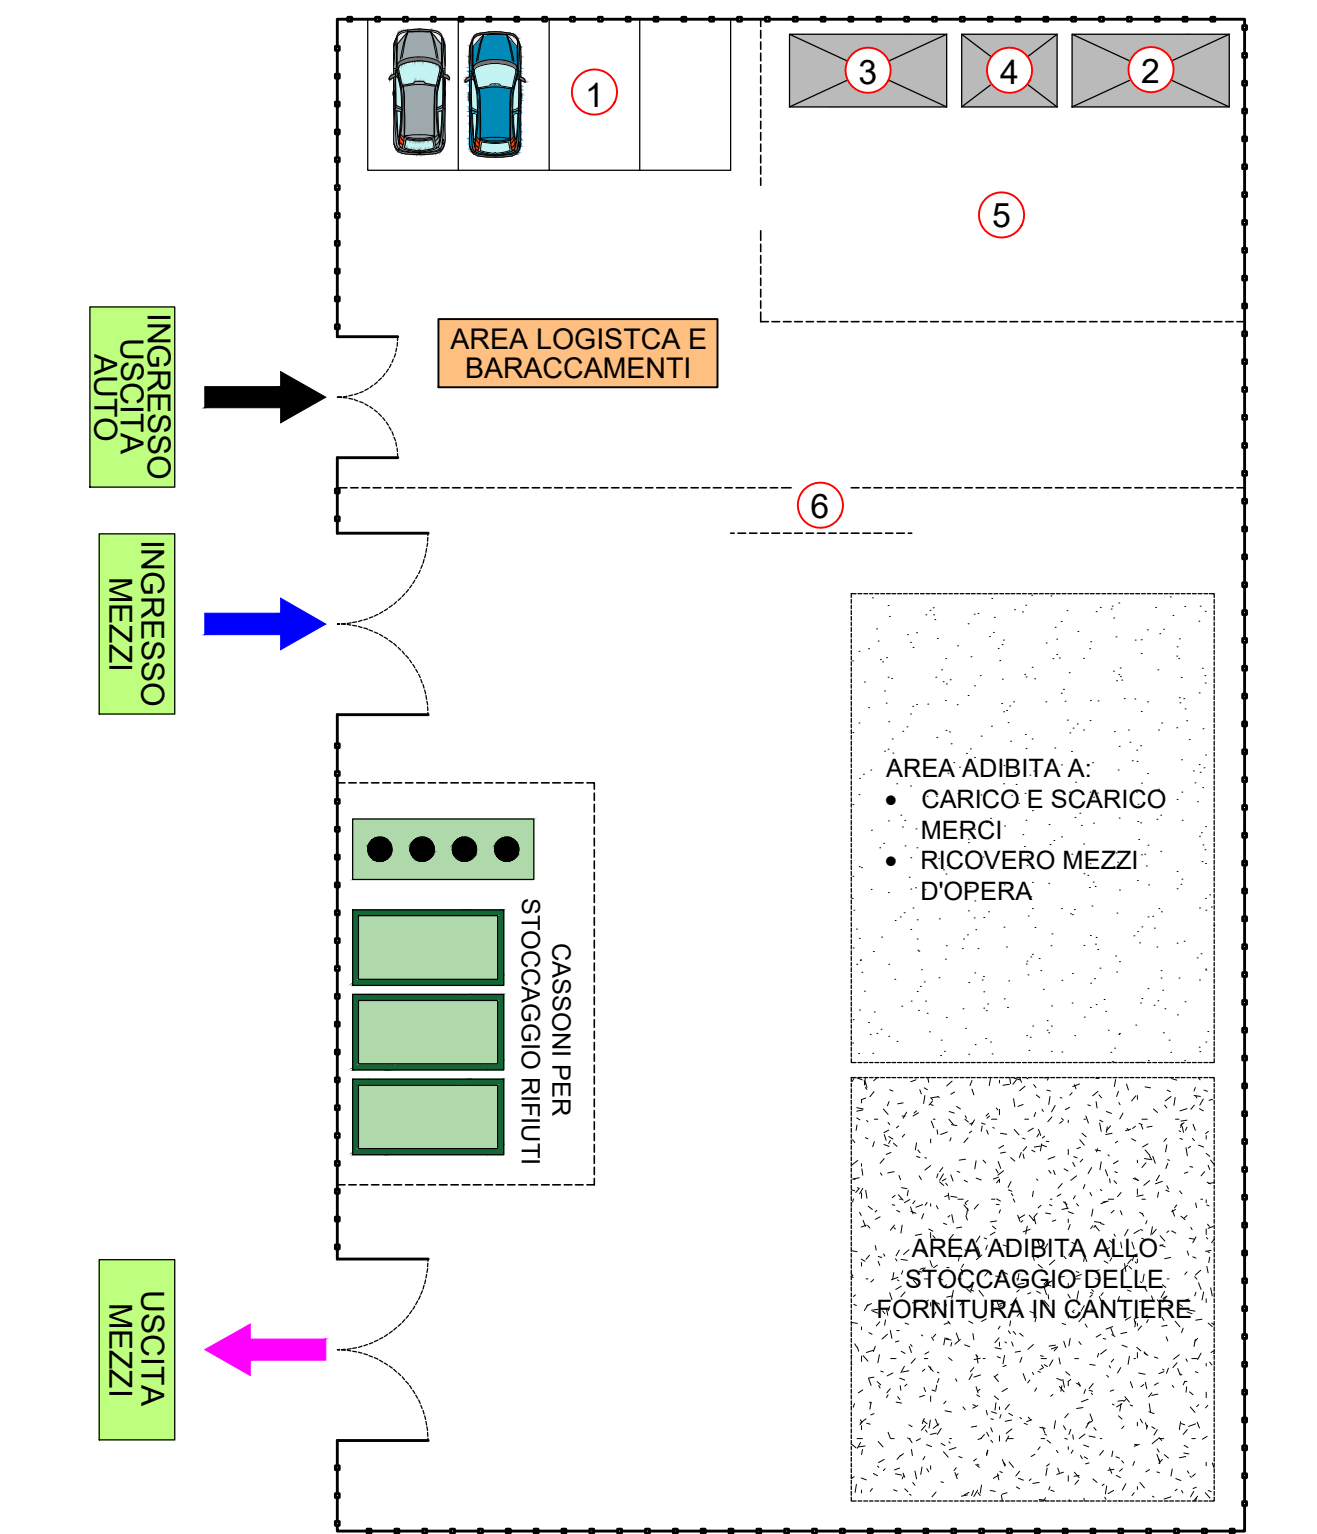 1
3
4
2
5
INGRESSO
USCITA
AUTO
AREA LOGISTCA E
BARACCAMENTI
6
INGRESSO
MEZZI
AREA ADIBITA A:
• CARICO E SCARICO
MERCI
• RICOVERO MEZZI
D'OPERA
CASSONI PER
STOCCAGGIO RIFIUTI
AREA ADIBITA ALLO
STOCCAGGIO DELLE
FORNITURA IN CANTIERE
USCITA
MEZZI